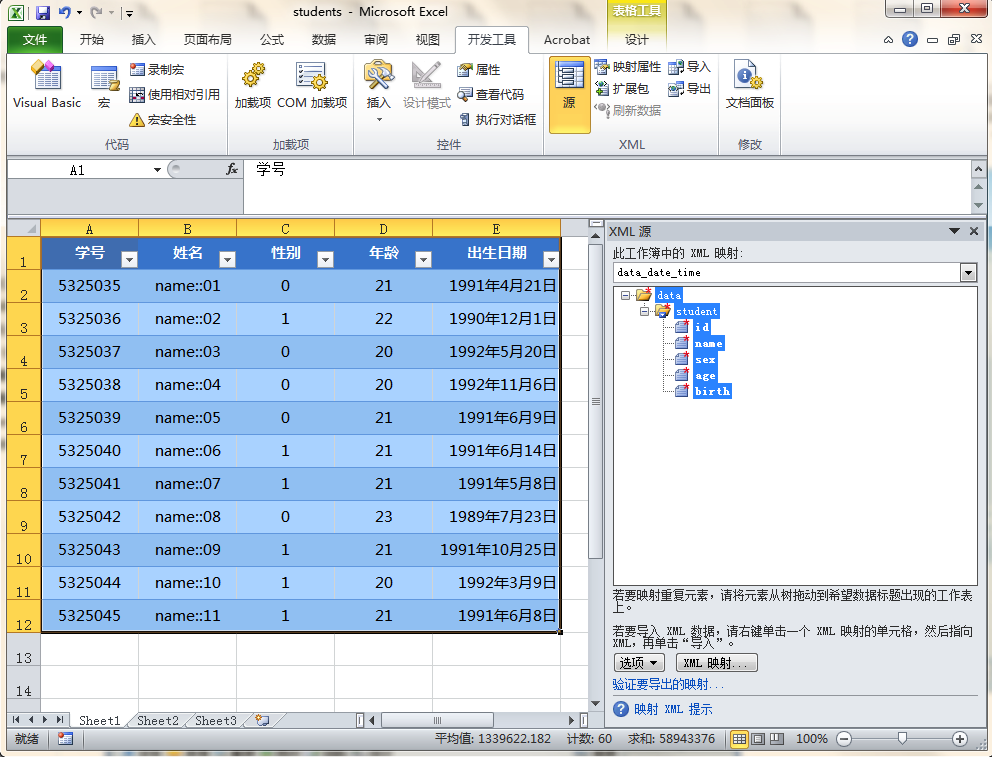 students - Microsoft Excel
表格工具
文件 开始 插入 页面布局 公式 数据 审阅 视图 开发工具 Acrobat 设计
Visual Basic
宏
录制宏
使用相对引用
宏安全性
代码
加载项
COM 加载项
加载项
插入
设计模式
属性
查看代码
执行对话框
控件
源
映射属性
扩展包
刷新数据
导入
导出
XML
文档面板
修改
A1 fx 学号
A B C D E
1 学号 姓名 性别 年龄 出生日期
2 5325035 name::01 0 21 1991年4月21日
3 5325036 name::02 1 22 1990年12月1日
4 5325037 name::03 0 20 1992年5月20日
5 5325038 name::04 0 20 1992年11月6日
6 5325039 name::05 0 21 1991年6月9日
7 5325040 name::06 1 21 1991年6月14日
8 5325041 name::07 1 21 1991年5月8日
9 5325042 name::08 0 23 1989年7月23日
10 5325043 name::09 1 21 1991年10月25日
11 5325044 name::10 1 20 1992年3月9日
12 5325045 name::11 1 21 1991年6月8日
13
14
XML 源
此工作簿中的 XML 映射:
data_date_time
data
student
id
name
sex
age
birth
若要映射重复元素，请将元素从树拖动到希望数据标题出现的工作表
上。
若要导入 XML 数据，请右键单击一个 XML 映射的单元格，然后指向
XML，再单击“导入”。
选项 XML 映射...
验证要导出的映射...
映射 XML 提示
Sheet1 Sheet2 Sheet3
就绪 平均值: 1339622.182 计数: 60 求和: 58943376 100%